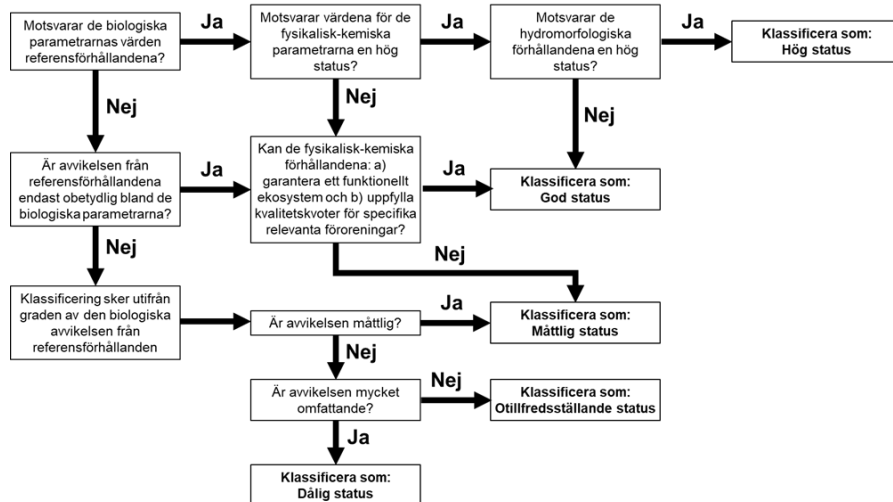 Motsvarar de biologiska
parametrarnas värden
referensförhållandena?
Ja
Motsvarar värdena för de
fysikalisk-kemiska
parametrarna en hög
status?
Ja
Motsvarar de
hydromorfologiska
förhållandena en hög
status?
Ja
Klassificera som:
Hög status
Nej
Nej
Nej
Är avvikelsen från
referensförhållandena
endast obetydlig bland de
biologiska parametrarna?
Ja
Kan de fysikalisk-kemiska
förhållandena: a)
garantera ett funktionellt
ekosystem och b) uppfylla
kvalitetskvoter för specifika
relevanta föroreningar?
Ja
Klassificera som:
God status
Nej
Nej
Klassificering sker utifrån
graden av den biologiska
avvikelsen från
referensförhållanden
Är avvikelsen måttlig?
Ja
Klassificera som:
Måttlig status
Nej
Är avvikelsen mycket
omfattande?
Nej
Klassificera som:
Otillfredsställande status
Ja
Klassificera som:
Dålig status